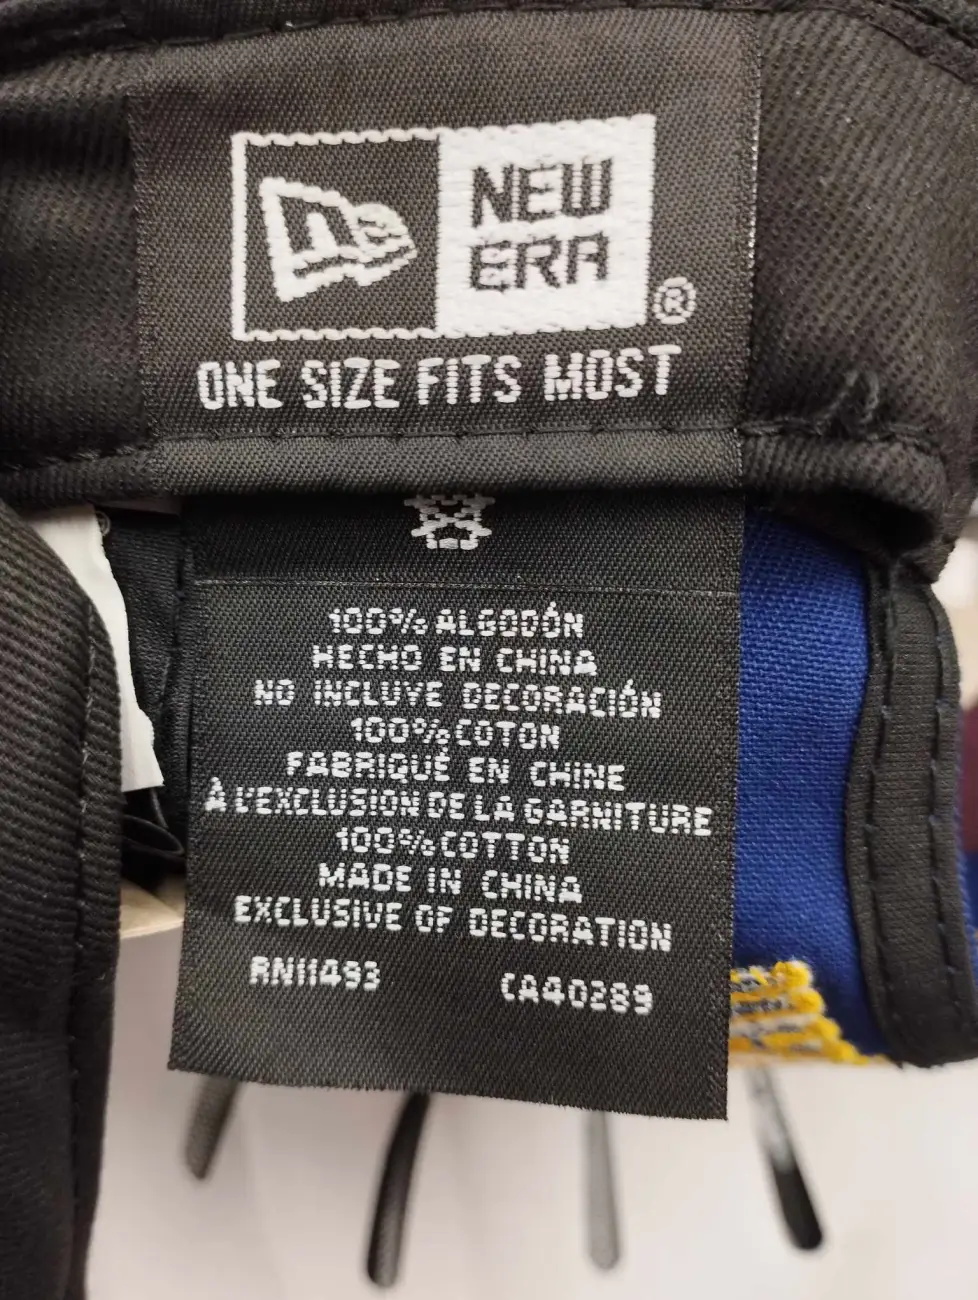 NEW
ERA
®
ONE SIZE FITS MOST
100% ALGODÓN
HECHO EN CHINA
NO INCLUYE DECORACIÓN
100% COTON
FABRIQUÉ EN CHINE
À L'EXCLUSION DE LA GARNITURE
100% COTTON
MADE IN CHINA
EXCLUSIVE OF DECORATION
RN11493 CA40289